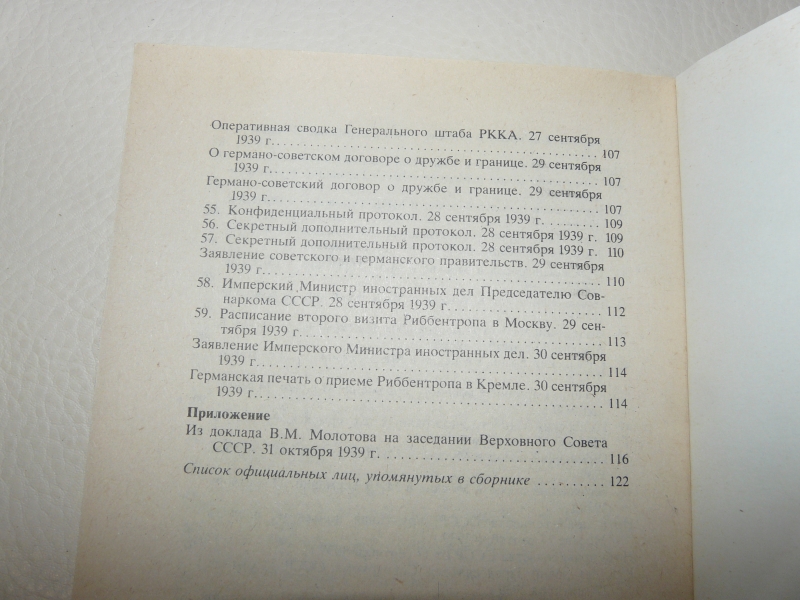 Оперативная сводка Генерального штаба РККА. 27 сентября
1939 г. . . . . . . . . . . . . . . . . . . . . . . . . . . . . . . . . . . . 107
О германо-советском договоре о дружбе и границе. 29 сентября
1939 г. . . . . . . . . . . . . . . . . . . . . . . . . . . . . . . . . . . . 107
Германо-советский договор о дружбе и границе. 29 сентября
1939 г. . . . . . . . . . . . . . . . . . . . . . . . . . . . . . . . . . . . 107
55. Конфиденциальный протокол. 28 сентября 1939 г. . . . . . . . . 109
56. Секретный дополнительный протокол. 28 сентября 1939 г. 109
57. Секретный дополнительный протокол. 28 сентября 1939 г. 110
Заявление советского и германского правительств. 29 сентября
1939 г. . . . . . . . . . . . . . . . . . . . . . . . . . . . . . . . . . . . 110
58. Имперский Министр иностранных дел Председателю Сов-
наркома СССР. 28 сентября 1939 г. . . . . . . . . . . . . . . . . . 112
59. Расписание второго визита Риббентропа в Москву. 29 сен-
тября 1939 г. . . . . . . . . . . . . . . . . . . . . . . . . . . . . . . . 113
Заявление Имперского Министра иностранных дел. 30 сентября
1939 г. . . . . . . . . . . . . . . . . . . . . . . . . . . . . . . . . . . . 114
Германская печать о приеме Риббентропа в Кремле. 30 сентября
1939 г. . . . . . . . . . . . . . . . . . . . . . . . . . . . . . . . . . . . 114
Приложение
Из доклада В.М. Молотова на заседании Верховного Совета
СССР. 31 октября 1939 г. . . . . . . . . . . . . . . . . . . . . . . . 116
Список официальных лиц, упомянутых в сборнике . . . . . . . . . . 122